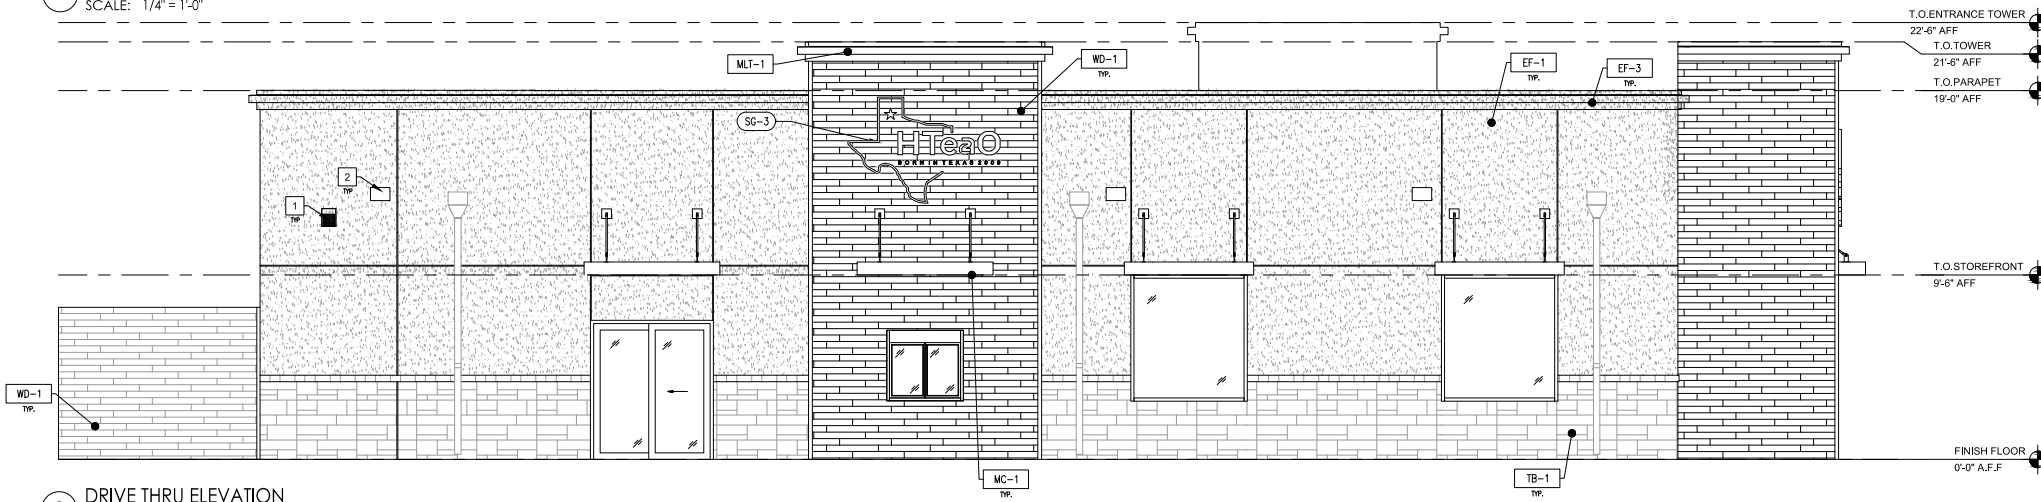 SCALE: 1/4" = 1'-0"
T.O.ENTRANCE TOWER
22'-6" AFF
T.O.TOWER
21'-6" AFF
T.O.PARAPET
19'-0" AFF
MLT-1
WD-1
TYP.
EF-1
TYP.
EF-3
TYP.
SG-3
HTeaO
BORN IN TEXAS 2009
2
TYP
1
TYP
T.O.STOREFRONT
9'-6" AFF
WD-1
TYP.
MC-1
TYP.
TB-1
TYP.
FINISH FLOOR
0'-0" A.F.F
DRIVE THRU ELEVATION